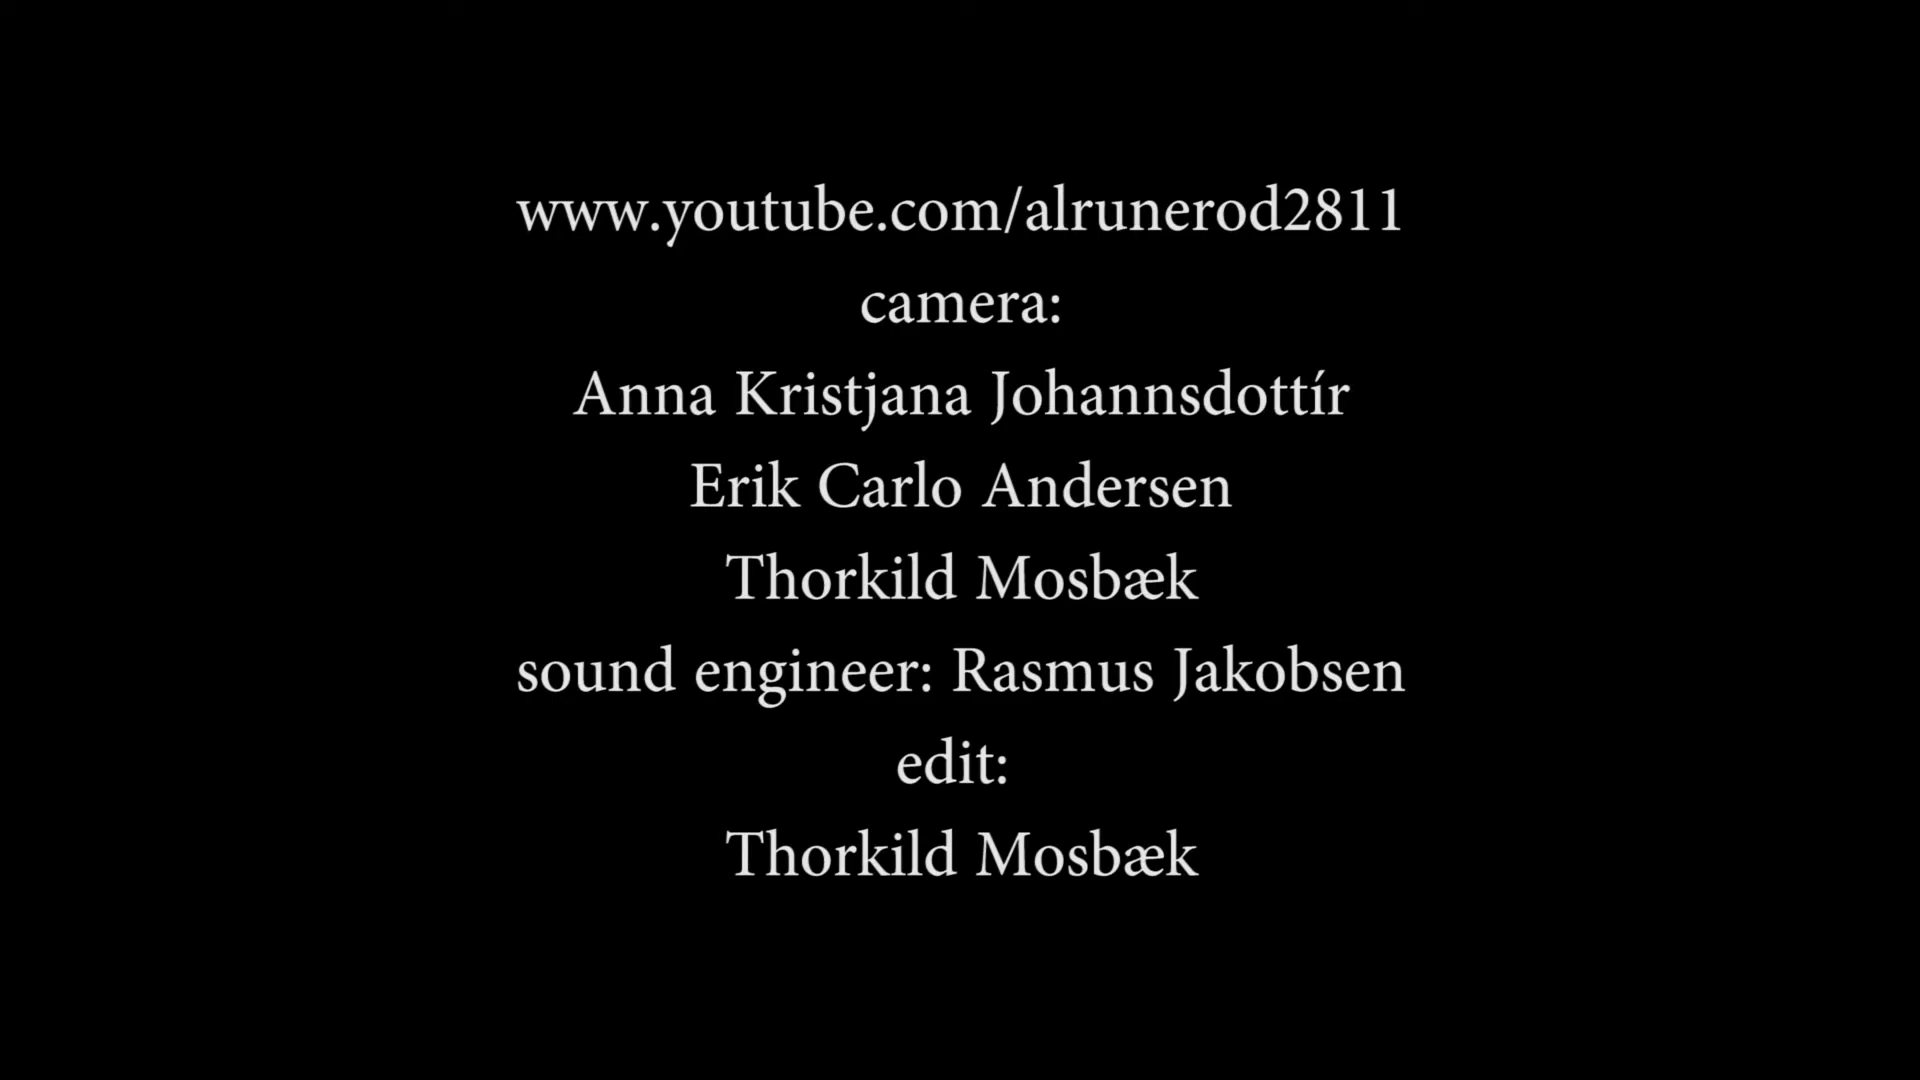 www.youtube.com/alrunerod2811
camera:
Anna Kristjana Johannsdottír
Erik Carlo Andersen
Thorkild Mosbæk
sound engineer: Rasmus Jakobsen
edit:
Thorkild Mosbæk